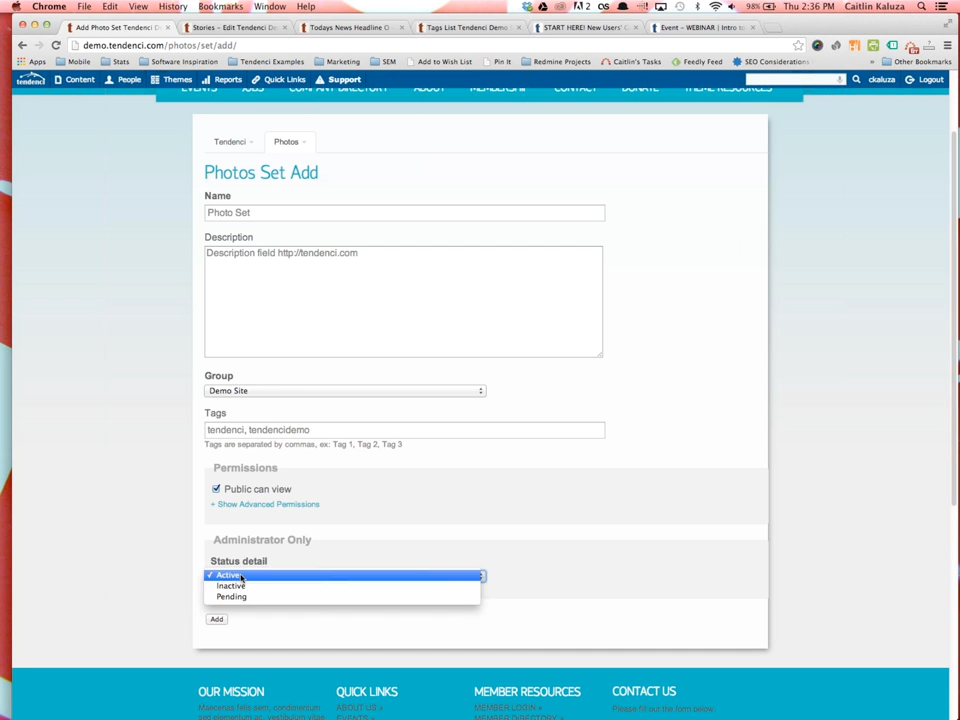 Chrome File Edit View History Bookmarks Window Help 2 98% Thu 2:36 PM Caitlin Kaluza
Add Photo Set Tendenci D Stories – Edit Tendenci De Todays News Headline C Tags List Tendenci Demo S START HERE! New Users' G Event – WEBINAR | Intro to
demo.tendenci.com/photos/set/add/
Apps Mobile Stats Software Inspiration Tendenci Examples Marketing SEM Add to Wish List Pin It Redmine Projects Caitlin's Tasks Feedly Feed SEO Considerations » Other Bookmarks
tendenci Content People Themes Reports Quick Links Support ckaluza Logout
EVENTS JOBS COMPANY DIRECTORY ABOUT MEMBERSHIP CONTACT DONATE THEME RESOURCES
Tendenci Photos
Photos Set Add
Name
Photo Set
Description
Description field http://tendenci.com
Group
Demo Site
Tags
tendenci, tendencidemo
Tags are separated by commas, ex: Tag 1, Tag 2, Tag 3
Permissions
Public can view
+ Show Advanced Permissions
Administrator Only
Status detail
✓ Active
Inactive
Pending
Add
OUR MISSION QUICK LINKS MEMBER RESOURCES CONTACT US
Maecenas felis sem, condimentum ABOUT US » MEMBER LOGIN » Please fill out the form below
EVENTS » MEMBER DIRECTORY »